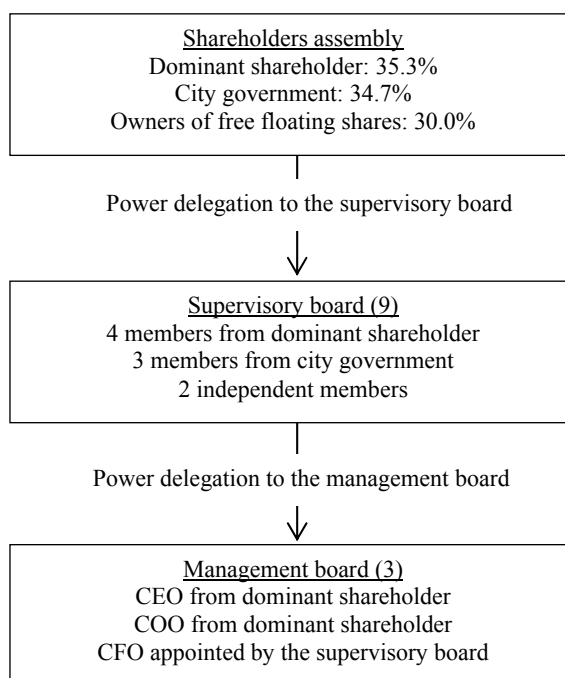 Shareholders assembly
Dominant shareholder: 35.3%
City government: 34.7%
Owners of free floating shares: 30.0%
Power delegation to the supervisory board
Supervisory board (9)
4 members from dominant shareholder
3 members from city government
2 independent members
Power delegation to the management board
Management board (3)
CEO from dominant shareholder
COO from dominant shareholder
CFO appointed by the supervisory board